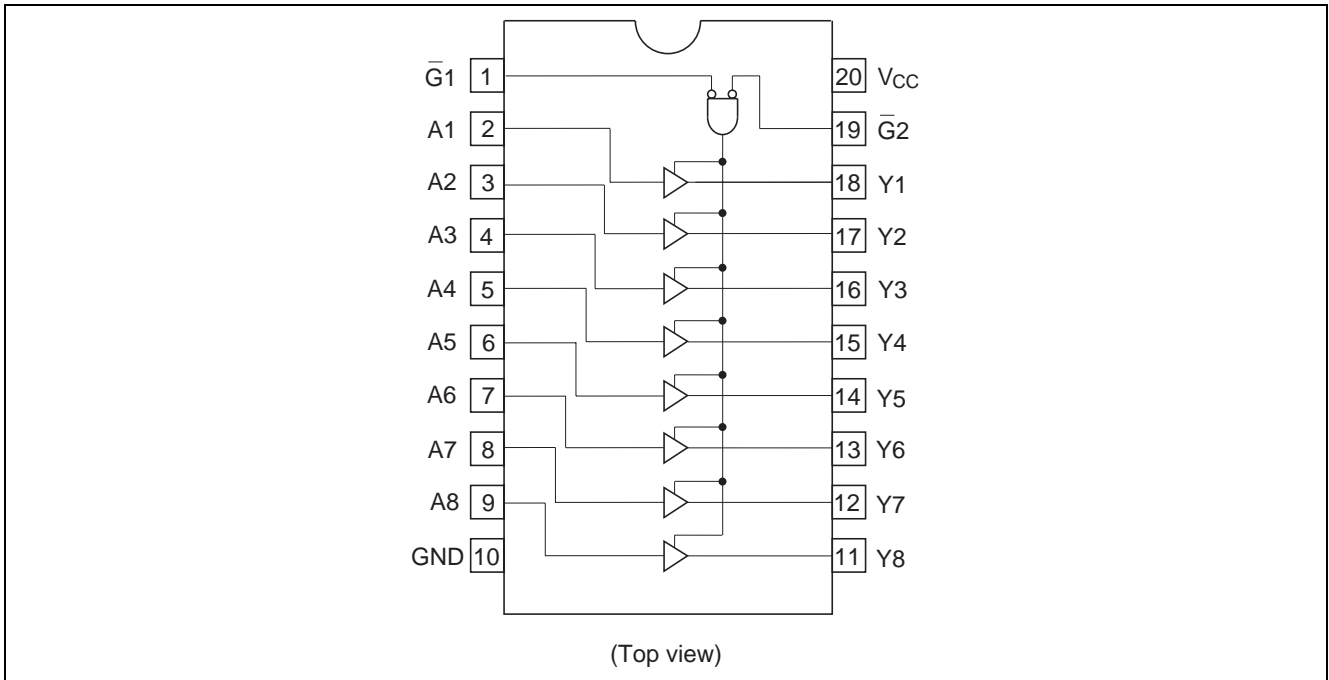 G̅1 1 20 VCC
A1 2 19 G̅2
A2 3 18 Y1
A3 4 17 Y2
A4 5 16 Y3
A5 6 15 Y4
A6 7 14 Y5
A7 8 13 Y6
A8 9 12 Y7
GND 10 11 Y8
(Top view)